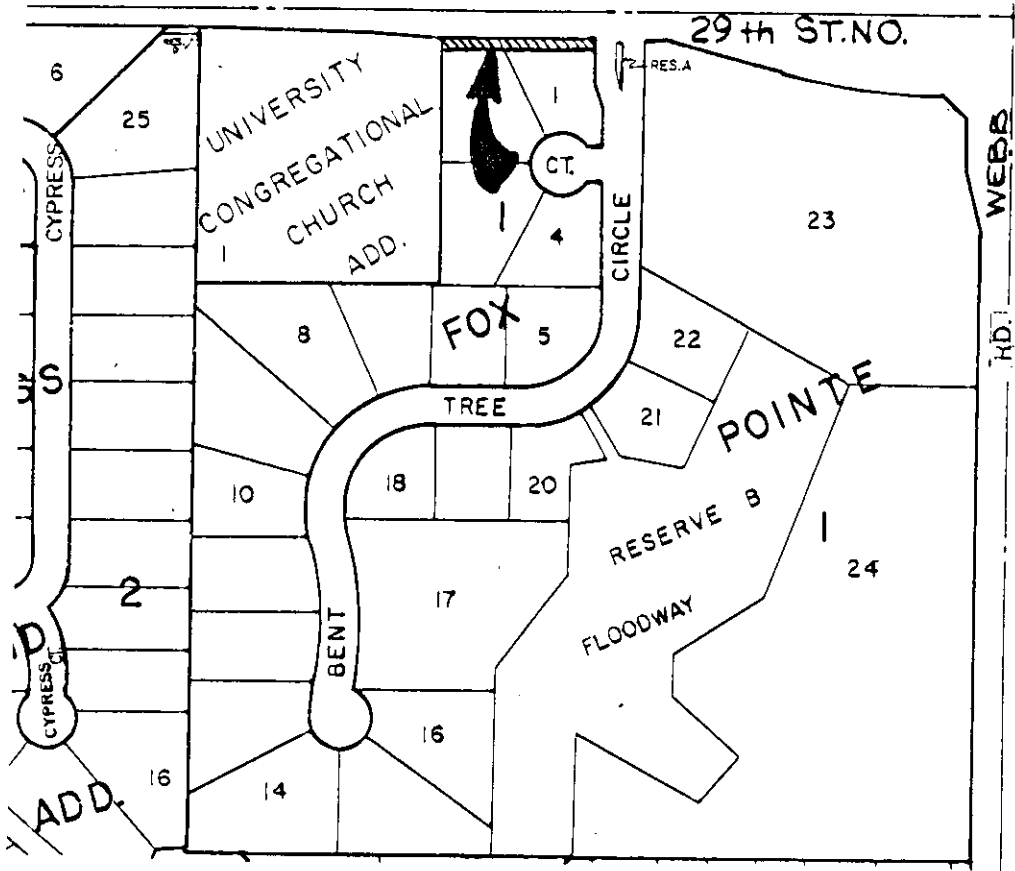 29th ST. NO.
6
25
UNIVERSITY
CONGREGATIONAL
CHURCH
ADD.
1
1
RES. A
CT.
1
4
CIRCLE
23
WEBB
RD.
CYPRESS
8
FOX
5
22
21
POINTE
TREE
S
10
18
20
RESERVE B
1
24
2
17
FLOODWAY
BENT
CYPRESS
CT.
16
14
16
ADD.